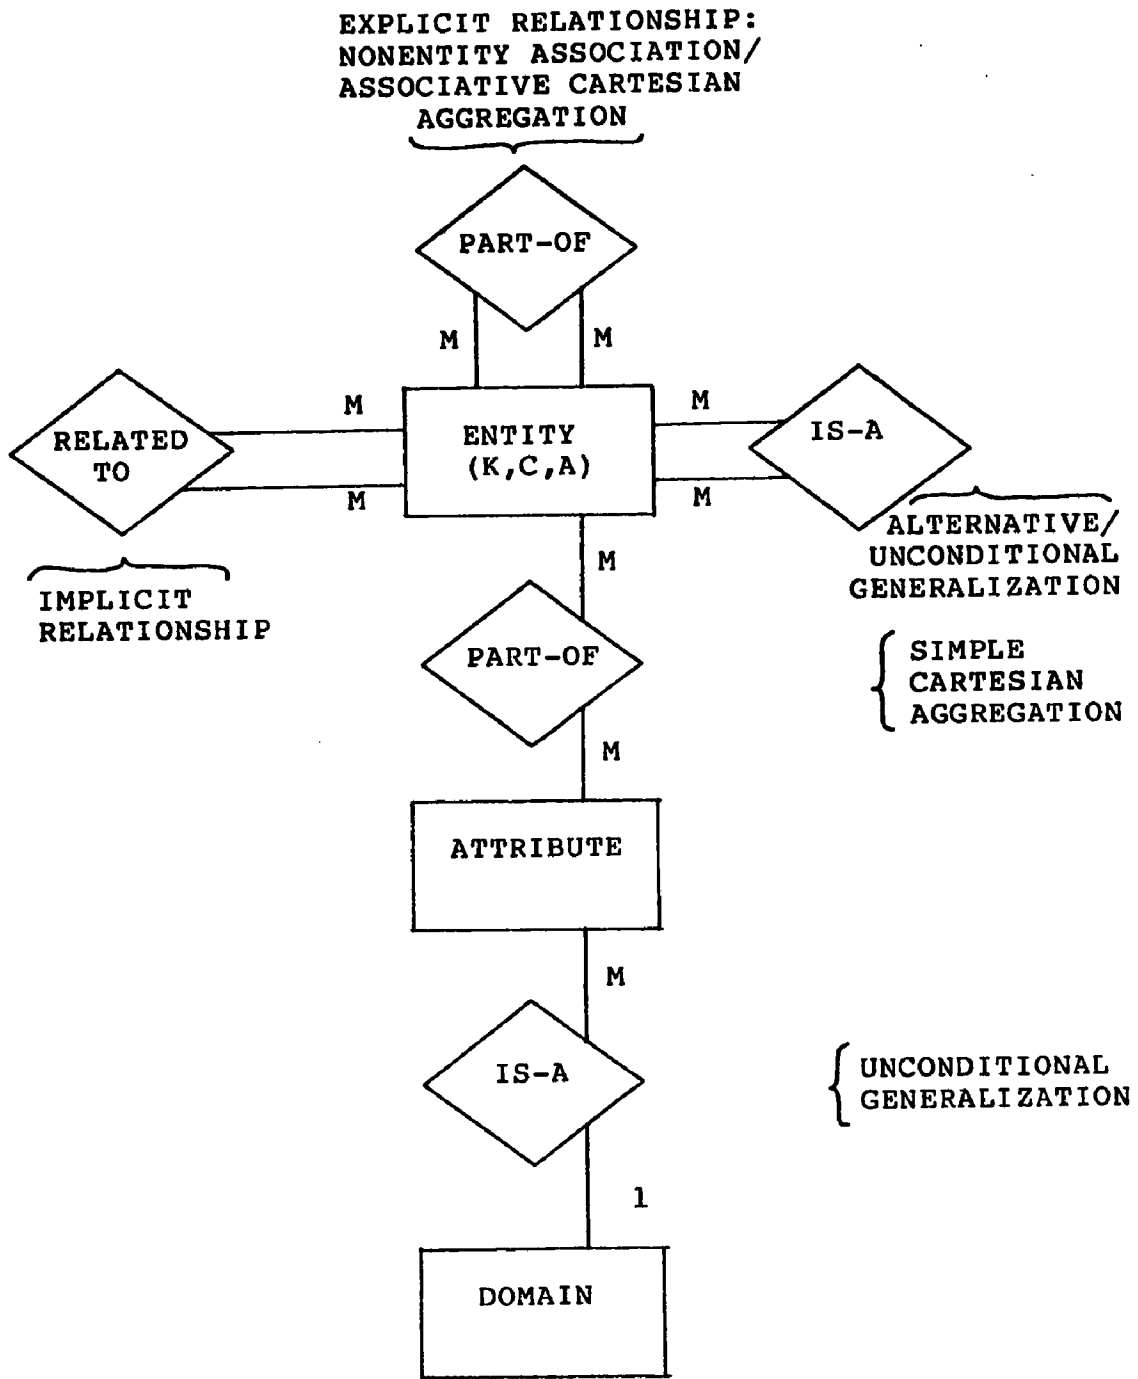 EXPLICIT RELATIONSHIP:
NONENTITY ASSOCIATION/
ASSOCIATIVE CARTESIAN
AGGREGATION
PART-OF
M
M
RELATED
TO
M
M
ENTITY
(K,C,A)
M
M
IS-A
IMPLICIT
RELATIONSHIP
ALTERNATIVE/
UNCONDITIONAL
GENERALIZATION
M
PART-OF
SIMPLE
CARTESIAN
AGGREGATION
M
ATTRIBUTE
M
IS-A
UNCONDITIONAL
GENERALIZATION
1
DOMAIN